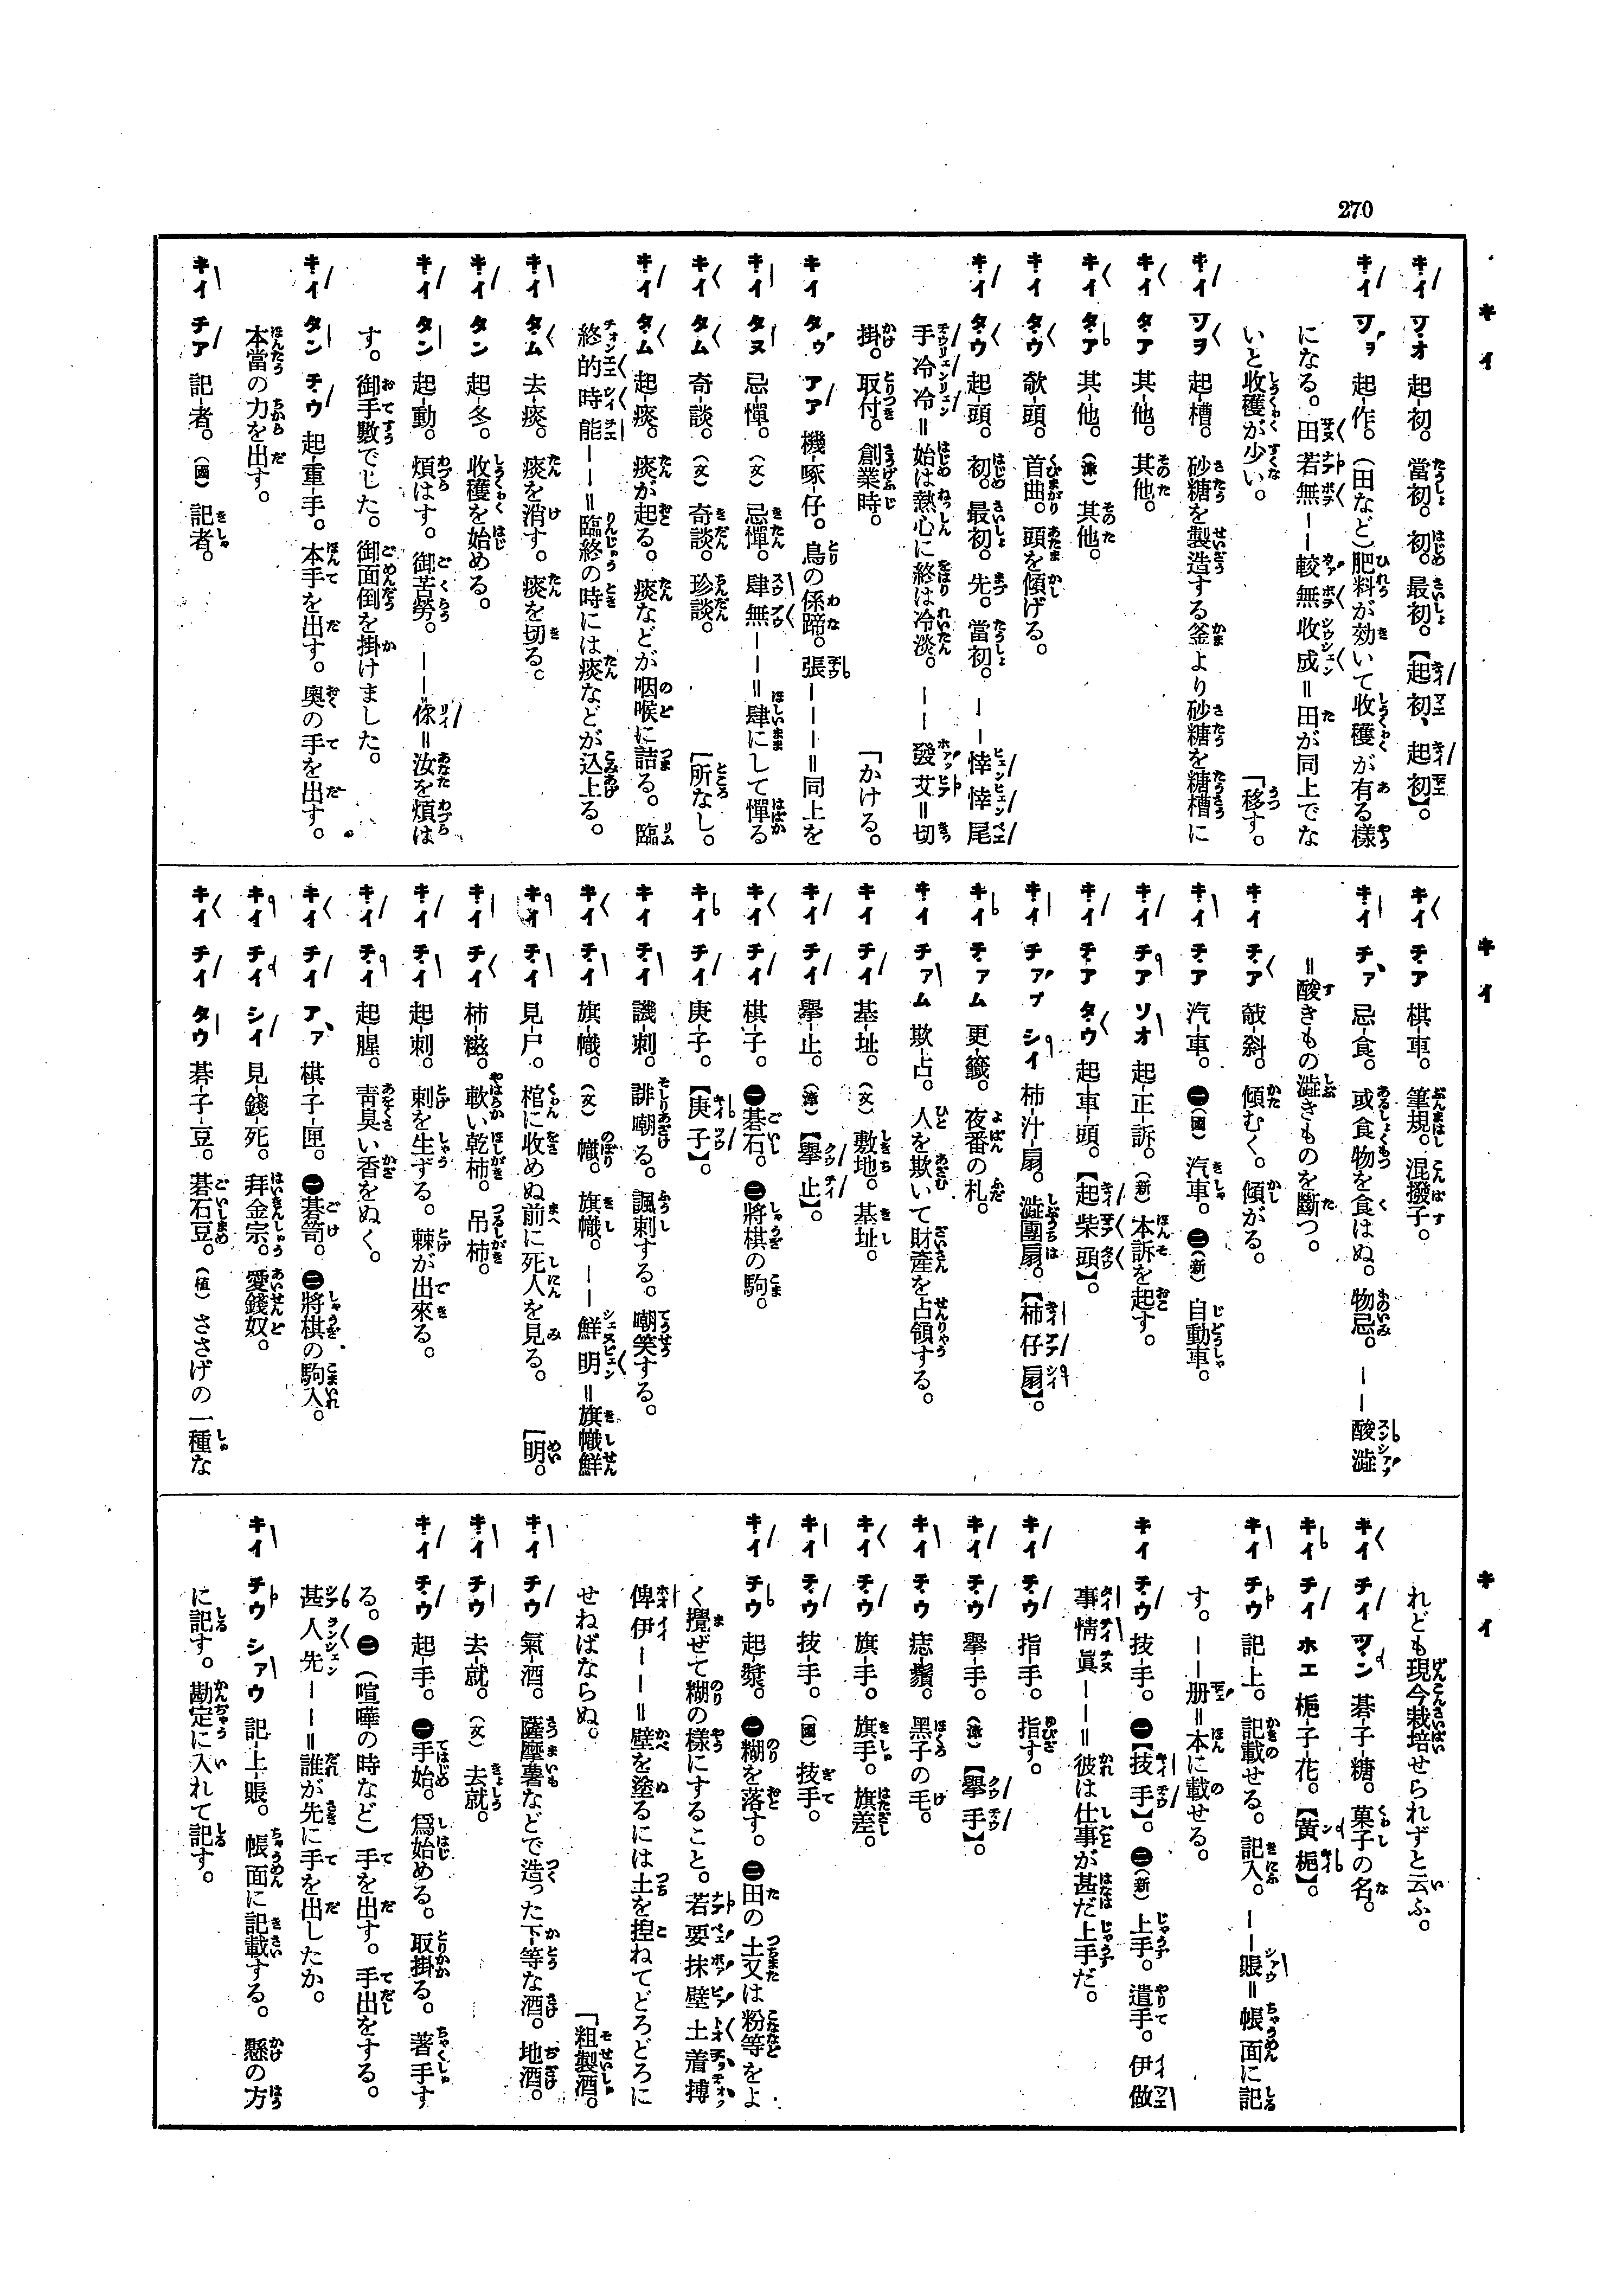 270
キイ
キイ ソオ 起-初。當初。初。最初。【起初、起初】。
キイ ソヲ 起-作。(田など)肥料が効いて收穫が有る樣
になる。田若無——較無收成=田が同上でな
いと收穫が少い。 「移す。
キイ ソヲ 起-槽。砂糖を製造する釜より砂糖を糖槽に
キイ タア 其-他。其他。
キイ タア 其-他。(漳)其他。
キイ タウ 欹-頭。首曲。頭を傾げる。
キイ タウ 起-頭。初。最初。先。當初。——悻悻尾
手冷冷=始は熱心に終は冷淡。——發芟=切
掛。取付。創業時。 「かける。
キイ タウ アア 機-啄-仔。鳥の係蹄。張———=同上を
キイ タヌ 忌-憚。(文)忌憚。肆無——=肆にして憚る
キイ タム 奇-談。(文)奇談。珍談。 [所なし。
キイ タム 起-痰。痰が起る。痰などが咽喉に詰る。臨
終的時能——=臨終の時には痰などが込上る。
キイ タム 去-痰。痰を消す。痰を切る。
キイ タン 起-冬。收穫を始める。
キイ タン 起-動。煩はす。御苦勞。——你=汝を煩は
す。御手數でした。御面倒を掛けました。
キイ タン チウ 起-重-手。本手を出す。奧の手を出す。
本當の力を出す。
キイ チア 記-者。(國)記者。
キイ
キイ チア 棋-車。筆規。混撥子。
キイ チア 忌-食。或食物を食はぬ。物忌。——酸澁
=酸きもの澁きものを斷つ。
キイ チア 敧-斜。傾むく。傾がる。
キイ チア 汽-車。㊀(國)汽車。㊁(新)自動車。
キイ チア ソオ 起-正-訴。(新)本訴を起す。
キイ チア タウ 起-車-頭。【起柴頭】。
キイ チアプ シイ 柿-汁-扇。澁團扇。【柿仔扇】。
キイ チアム 更-籤。夜番の札。
キイ チアム 欺-占。人を欺いて財產を占領する。
キイ チイ 基-址。(文)敷地。基址。
キイ チイ 擧-止。(漳)【擧止】。
キイ チイ 棋-子。㊀碁石。㊁將棋の駒。
キイ チイ 庚-子。【庚子】。
キイ チイ 譏-刺。誹嘲る。諷刺する。嘲笑する。
キイ チイ 旗-幟。(文)幟。旗幟。——鮮明=旗幟鮮
キイ チイ 見-户。棺に收めぬ前に死人を見る。 [明。
キイ チイ 柿-糍。軟い乾柿。吊柿。
キイ チイ 起-刺。刺を生ずる。棘が出來る。
キイ チイ 起-腥。靑臭い香をぬく。
キイ チイ アア 棋-子-匣。㊀碁笥。㊁將棋の駒入。
キイ チイ シイ 見-錢-死。拜金宗。愛錢奴。
キイ チイ タウ 碁-子-豆。碁石豆。(植)ささげの一種な
キイ
れども現今栽培せられずと云ふ。
キイ チイ ツン 碁-子-糖。菓子の名。
キイ チイ ホエ 梔-子-花。【黃梔】。
キイ チウ 記-上。記載せる。記入。——賬=帳面に記
す。——册=本に載せる。
キイ チウ 技-手。㊀【技手】。㊁(新)上手。遣手。伊做
事情眞——=彼は仕事が甚だ上手だ。
キイ チウ 指-手。指す。
キイ チウ 擧-手。(漳)【擧手】。
キイ チウ 痣-鬚。黑子の毛。
キイ チウ 旗-手。旗手。旗差。
キイ チウ 技-手。(國)技手。
キイ チウ 起-漿。㊀糊を落す。㊁田の土又は粉等をよ
く攪ぜて糊の樣にすること。若要抹壁土着搏
俾伊——=壁を塗るには土を揑ねてどろどろに
せねばならぬ。 「粗製酒。
キイ チウ 氣-酒。薩摩薯などで造った下等な酒。地酒。
キイ チウ 去-就。(文)去就。
キイ チウ 起-手。㊀手始。爲始める。取掛る。著手す
る。㊁(喧嘩の時など)手を出す。手出をする。
甚人先——=誰が先に手を出したか。
キイ チウ シアウ 記-上-賬。帳面に記載する。懸の方
に記す。勘定に入れて記す。